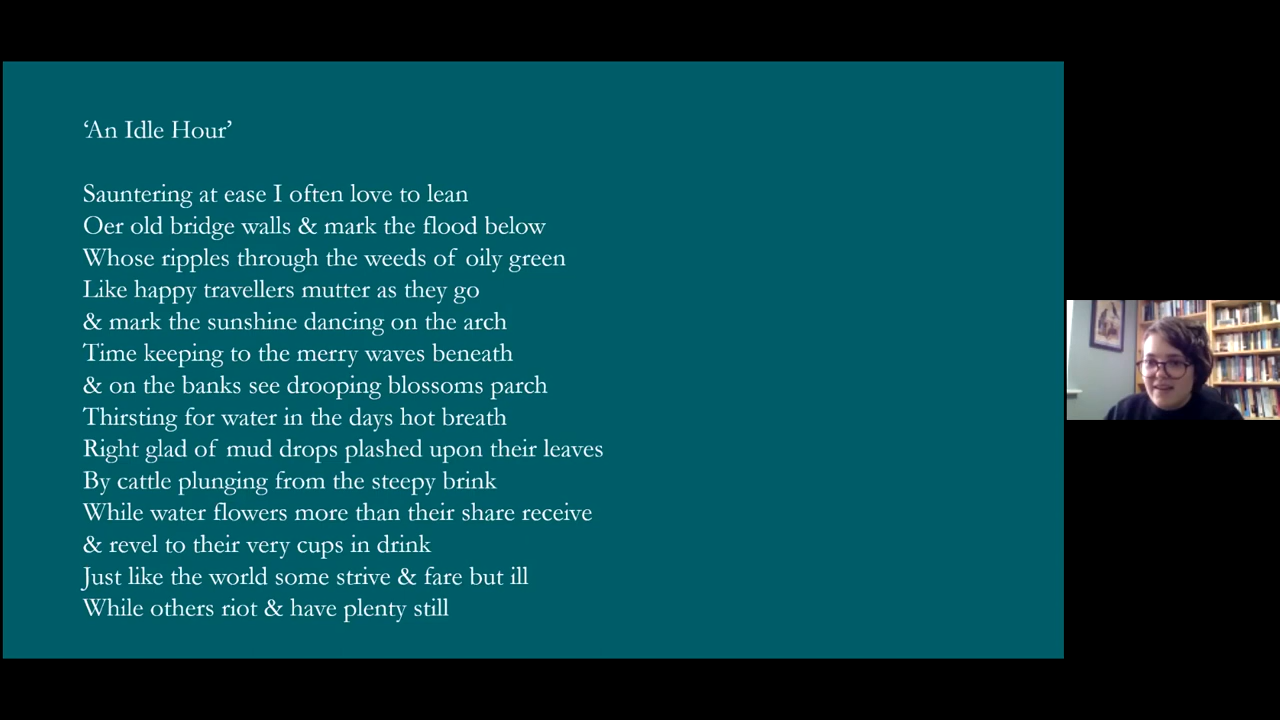 ‘An Idle Hour’
Sauntering at ease I often love to lean
Oer old bridge walls & mark the flood below
Whose ripples through the weeds of oily green
Like happy travellers mutter as they go
& mark the sunshine dancing on the arch
Time keeping to the merry waves beneath
& on the banks see drooping blossoms parch
Thirsting for water in the days hot breath
Right glad of mud drops plashed upon their leaves
By cattle plunging from the steepy brink
While water flowers more than their share receive
& revel to their very cups in drink
Just like the world some strive & fare but ill
While others riot & have plenty still